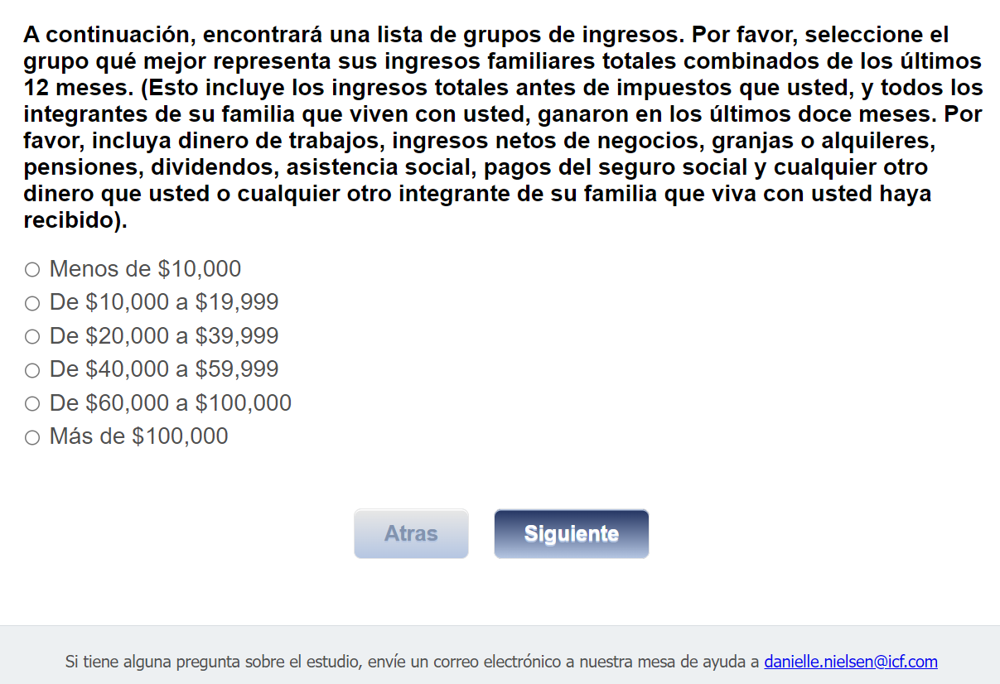 A continuación, encontrará una lista de grupos de ingresos. Por favor, seleccione el
grupo qué mejor representa sus ingresos familiares totales combinados de los últimos
12 meses. (Esto incluye los ingresos totales antes de impuestos que usted, y todos los
integrantes de su familia que viven con usted, ganaron en los últimos doce meses. Por
favor, incluya dinero de trabajos, ingresos netos de negocios, granjas o alquileres,
pensiones, dividendos, asistencia social, pagos del seguro social y cualquier otro
dinero que usted o cualquier otro integrante de su familia que viva con usted haya
recibido).
Menos de $10,000
De $10,000 a $19,999
De $20,000 a $39,999
De $40,000 a $59,999
De $60,000 a $100,000
Más de $100,000
Atras
Siguiente
Si tiene alguna pregunta sobre el estudio, envíe un correo electrónico a nuestra mesa de ayuda a danielle.nielsen@icf.com